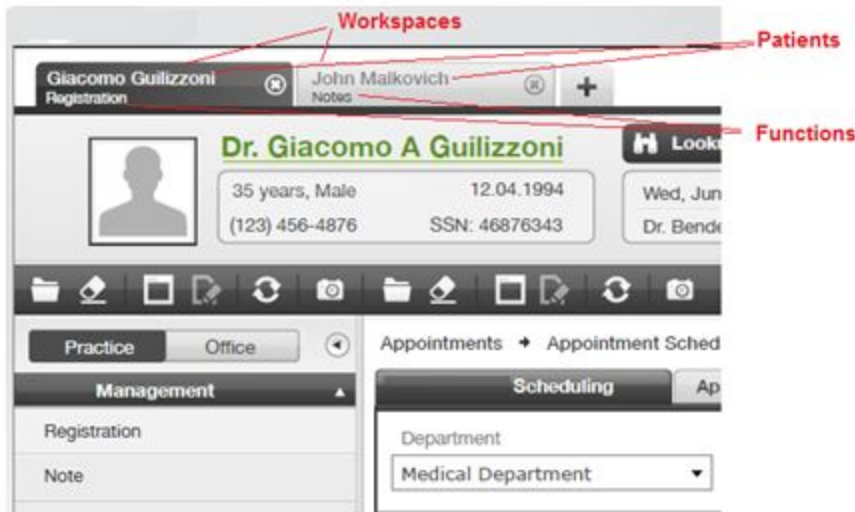 Workspaces
Patients
Giacomo Guilizzoni
Registration
John Malkovich
Notes
Functions
Dr. Giacomo A Guilizzoni
35 years, Male 12.04.1994
(123) 456-4876 SSN: 46876343
Wed, Jun
Practice Office
Appointments Appointment Sched
Management
Scheduling Ap
Registration
Department
Note
Medical Department